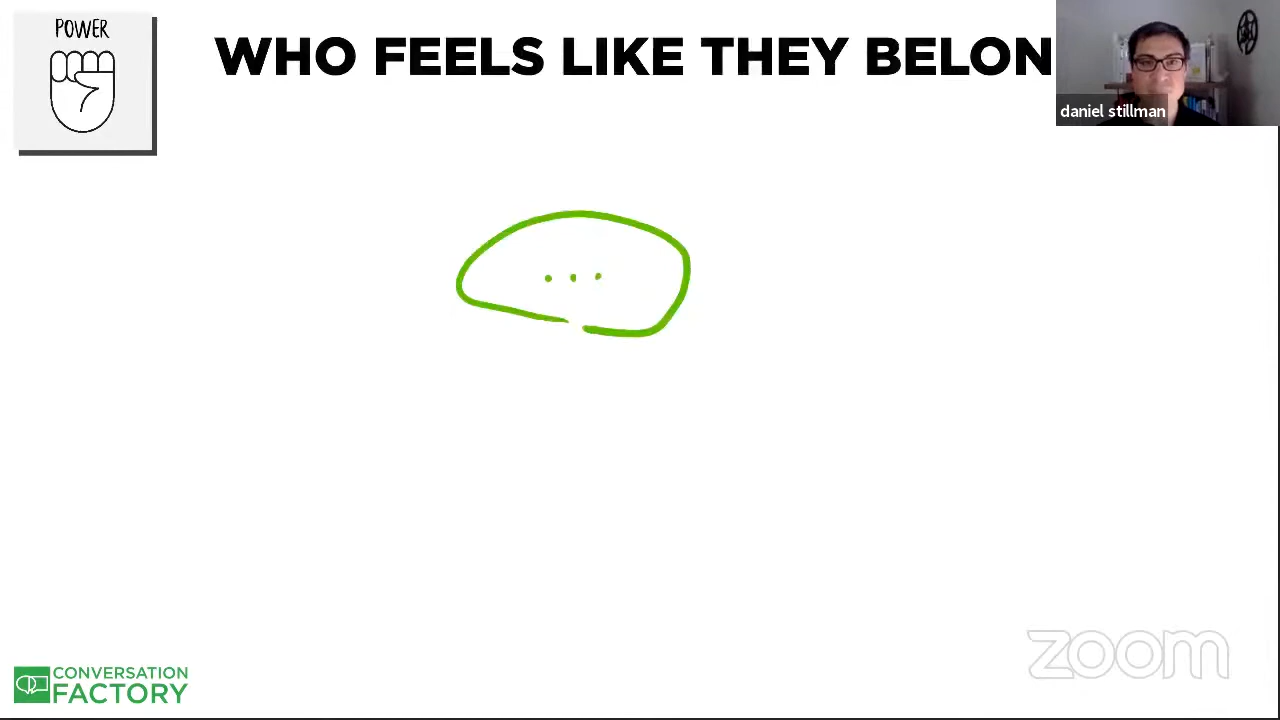 POWER
WHO FEELS LIKE THEY BELON
daniel stillman
CONVERSATION
FACTORY
zoom